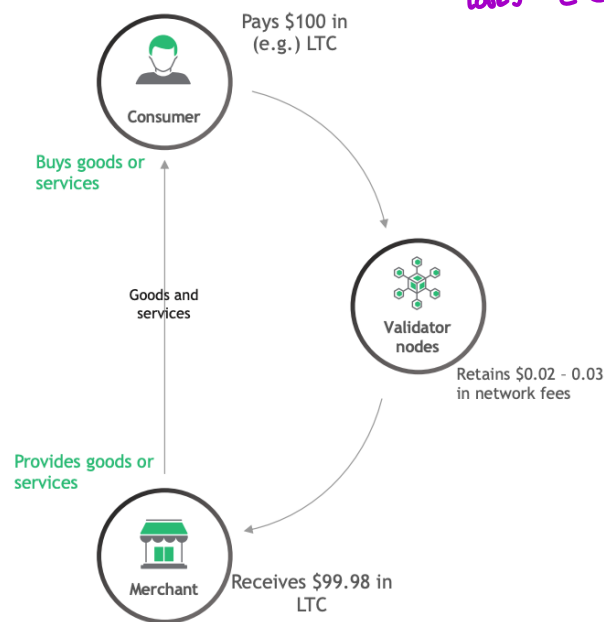 Pays $100 in
(e.g.) LTC
Consumer
Buys goods or
services
Goods and
services
Validator
nodes
Retains $0.02 - 0.03
in network fees
Provides goods or
services
Merchant
Receives $99.98 in
LTC